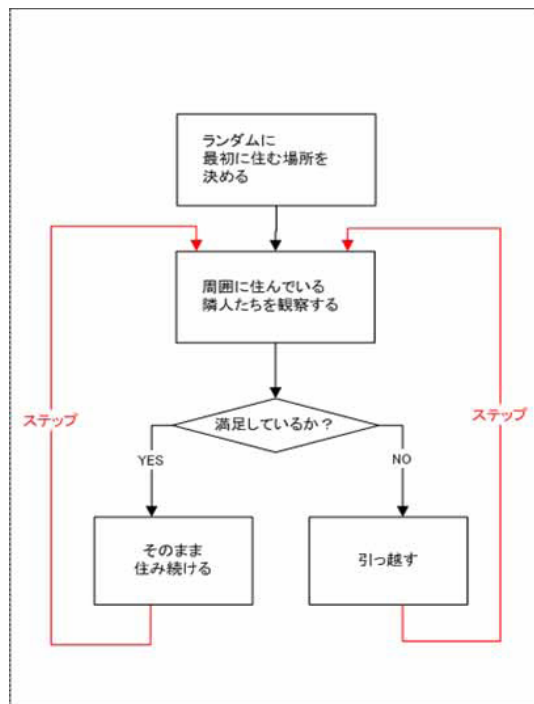 ランダムに
最初に住む場所を
決める
周囲に住んでいる
隣人たちを観察する
ステップ
ステップ
満足しているか？
YES
NO
そのまま
住み続ける
引っ越す